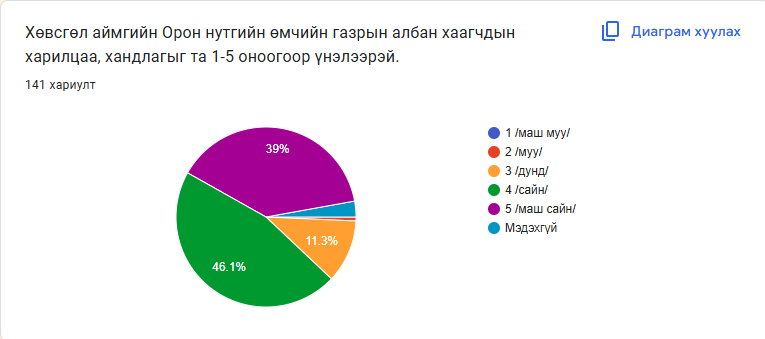 Хөвсгөл аймгийн Орон нутгийн өмчийн газрын албан хаагчдын
харилцаа, хандлагыг та 1-5 оноогоор үнэлээрэй.
Диаграм хуулах
141 хариулт
39%
11.3%
46.1%
1 /маш муу/
2 /муу/
3 /дунд/
4 /сайн/
5 /маш сайн/
Мэдэхгүй